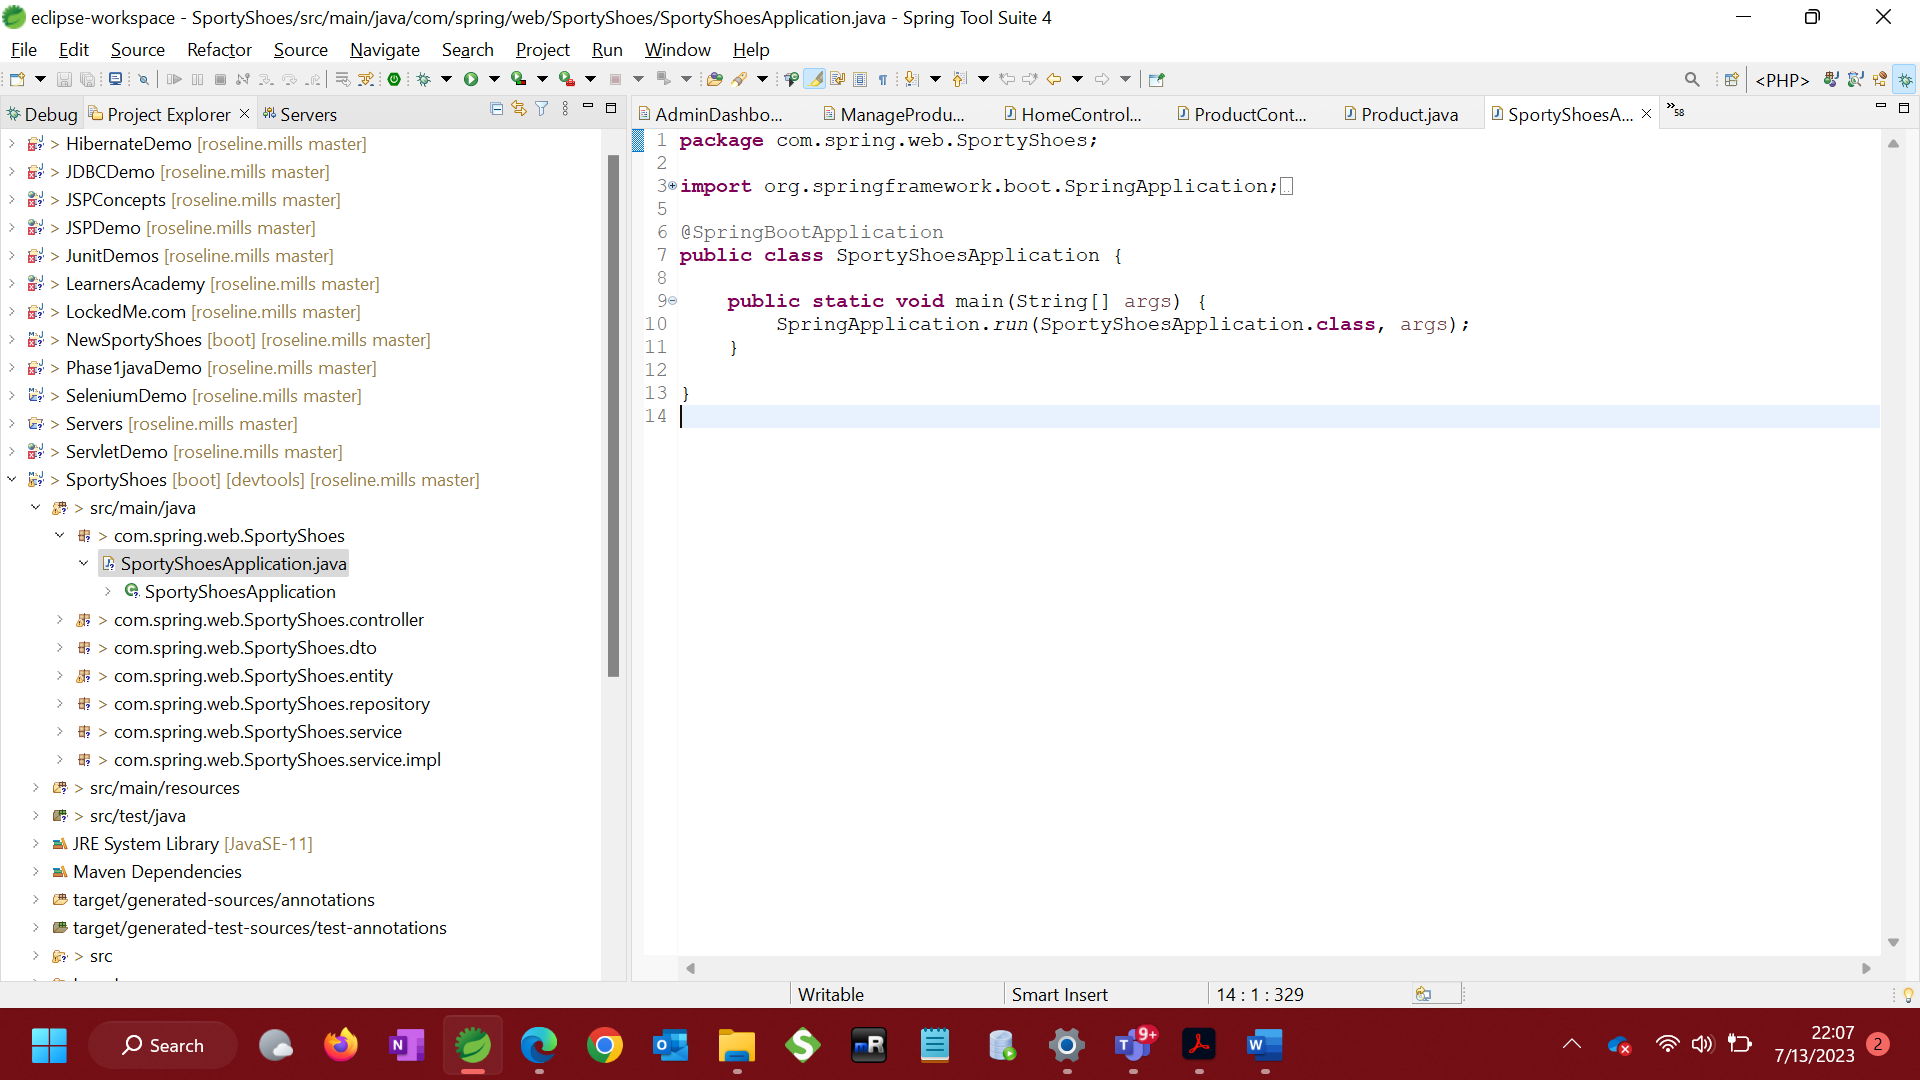 eclipse-workspace - SportyShoes/src/main/java/com/spring/web/SportyShoes/SportyShoesApplication.java - Spring Tool Suite 4
File Edit Source Refactor Source Navigate Search Project Run Window Help
<PHP>
Debug Project Explorer Servers
AdminDashbo... ManageProdu... HomeControl... ProductCont... Product.java SportyShoesA... »58
> HibernateDemo [roseline.mills master]
> JDBCDemo [roseline.mills master]
> JSPConcepts [roseline.mills master]
> JSPDemo [roseline.mills master]
> JunitDemos [roseline.mills master]
> LearnersAcademy [roseline.mills master]
> LockedMe.com [roseline.mills master]
> NewSportyShoes [boot] [roseline.mills master]
> Phase1javaDemo [roseline.mills master]
> SeleniumDemo [roseline.mills master]
> Servers [roseline.mills master]
> ServletDemo [roseline.mills master]
> SportyShoes [boot] [devtools] [roseline.mills master]
> src/main/java
> com.spring.web.SportyShoes
SportyShoesApplication.java
SportyShoesApplication
> com.spring.web.SportyShoes.controller
> com.spring.web.SportyShoes.dto
> com.spring.web.SportyShoes.entity
> com.spring.web.SportyShoes.repository
> com.spring.web.SportyShoes.service
> com.spring.web.SportyShoes.service.impl
> src/main/resources
> src/test/java
JRE System Library [JavaSE-11]
Maven Dependencies
target/generated-sources/annotations
target/generated-test-sources/test-annotations
> src
1 package com.spring.web.SportyShoes;
2
3 import org.springframework.boot.SpringApplication;
5
6 @SpringBootApplication
7 public class SportyShoesApplication {
8
9 public static void main(String[] args) {
10 SpringApplication.run(SportyShoesApplication.class, args);
11 }
12
13 }
14
Writable Smart Insert 14 : 1 : 329
Search
9+
22:07
7/13/2023
2